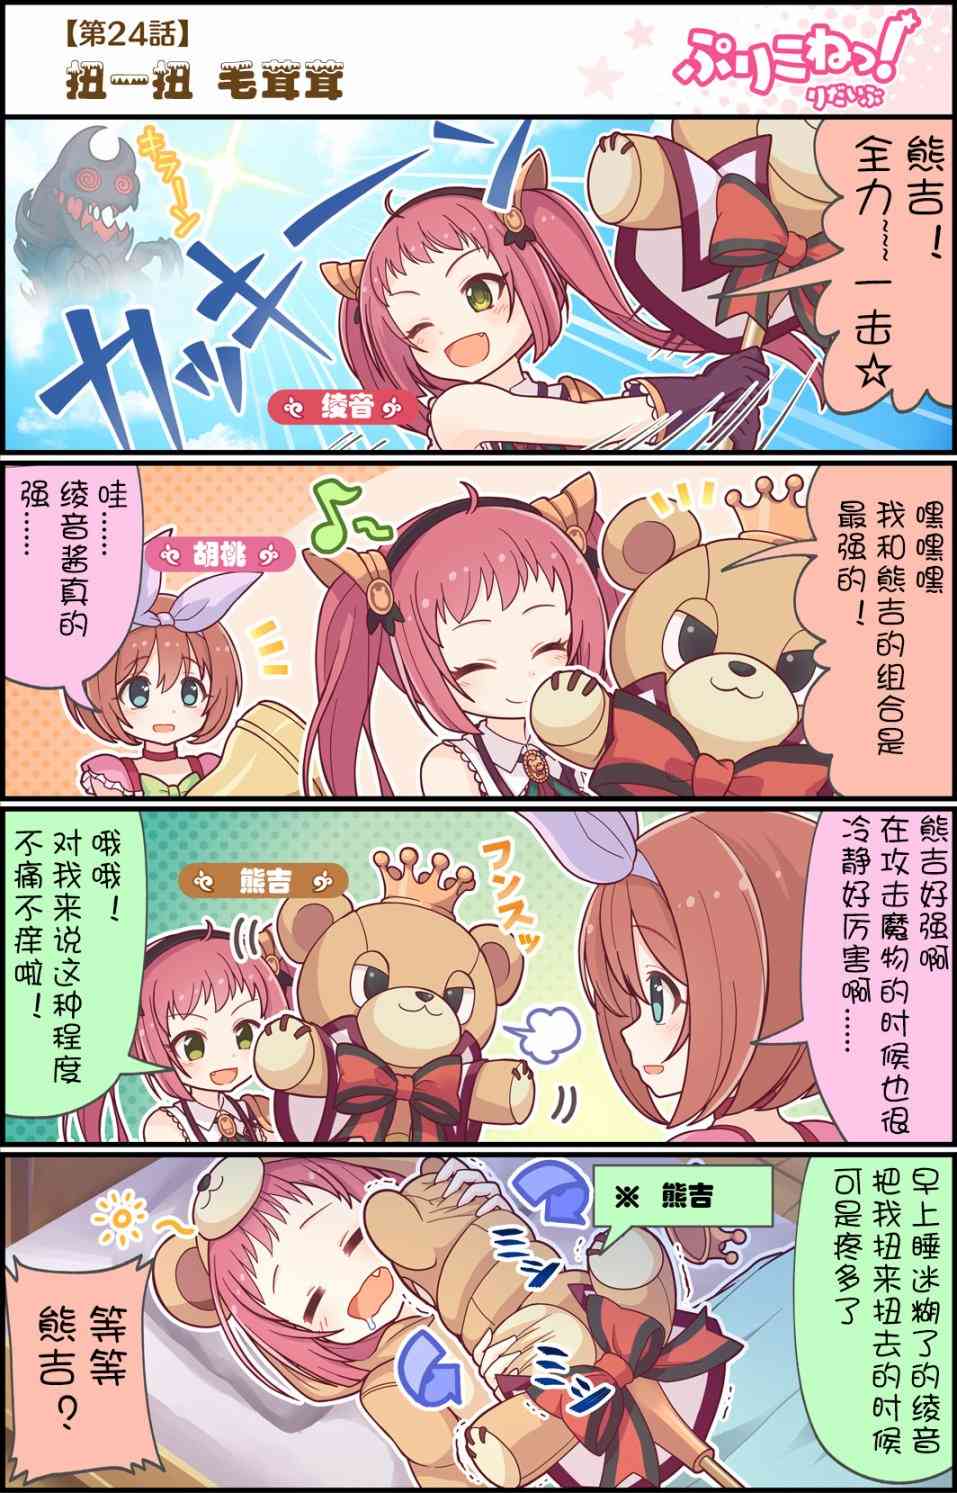 【第24話】
扭一扭 毛茸茸
ぷりこねっ!
りだいぶ
熊吉！
全力~~~一击☆
キラーン
カッキーン
绫音
嘿嘿嘿
我和熊吉的组合是
最强的！
哇……
绫音酱真的
强……
胡桃
熊吉好强啊
在攻击魔物的时候也很
冷静好厉害啊……
フンスッ
熊吉
哦哦！
对我来说这种程度
不痛不痒啦！
早上睡迷糊了的绫音
把我扭来扭去的时候
可是疼多了
※ 熊吉
ミシ
ミシ
等等
熊吉？